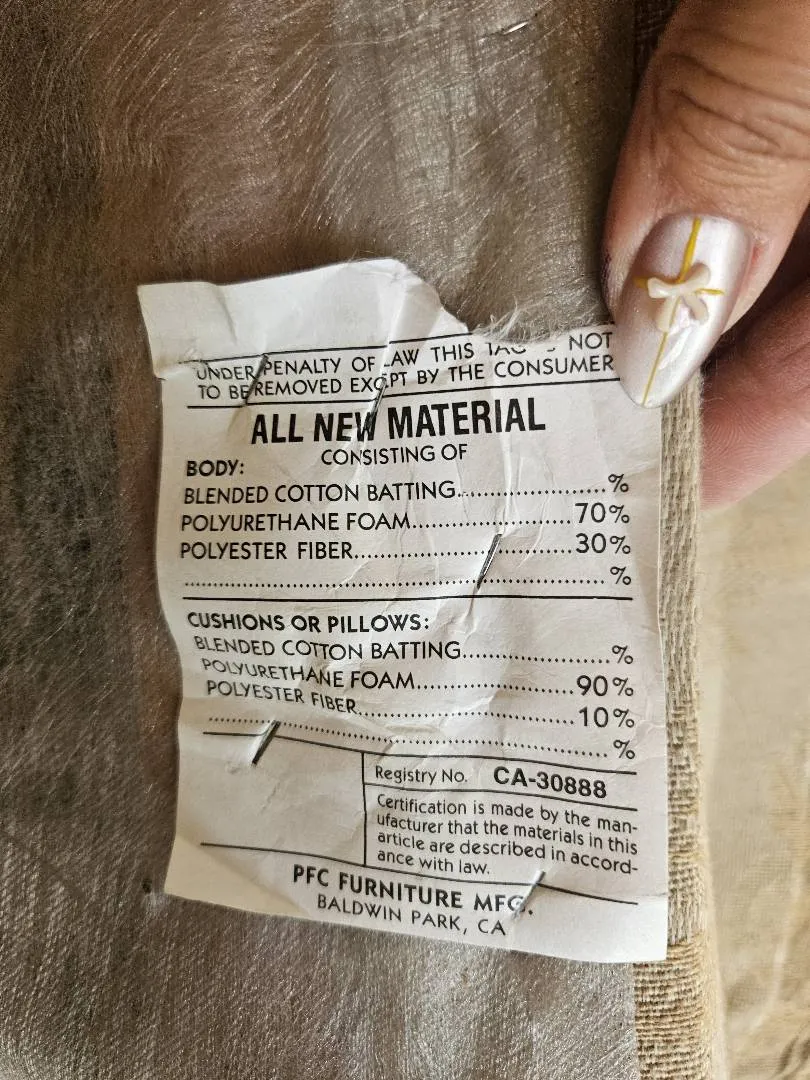 UNDER PENALTY OF LAW THIS TAG NOT
TO BE REMOVED EXCEPT BY THE CONSUMER
ALL NEW MATERIAL
CONSISTING OF
BODY:
BLENDED COTTON BATTING....................%
POLYURETHANE FOAM......................70%
POLYESTER FIBER..............................30%
............................................................%
CUSHIONS OR PILLOWS:
BLENDED COTTON BATTING....................%
POLYURETHANE FOAM......................90%
POLYESTER FIBER..............................10%
............................................................%
Registry No. CA-30888
Certification is made by the man-
ufacturer that the materials in this
article are described in accord-
ance with law.
PFC FURNITURE MFG.
BALDWIN PARK, CA